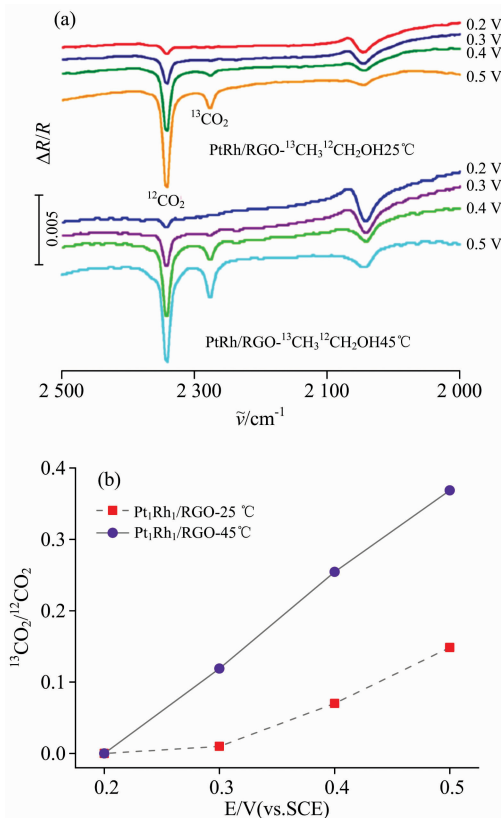 (a)
0.2 V
0.3 V
0.4 V
0.5 V
¹³CO₂
PtRh/RGO-¹³CH₃¹²CH₂OH25℃
ΔR/R
0.005
¹²CO₂
0.2 V
0.3 V
0.4 V
0.5 V
PtRh/RGO-¹³CH₃¹²CH₂OH45℃
2 500
2 300
2 100
2 000
ṽ/cm⁻¹
(b)
Pt₁Rh₁/RGO-25 ℃
Pt₁Rh₁/RGO-45℃
¹³CO₂/¹²CO₂
0.4
0.3
0.2
0.1
0.0
0.2
0.3
0.4
0.5
E/V(vs.SCE)